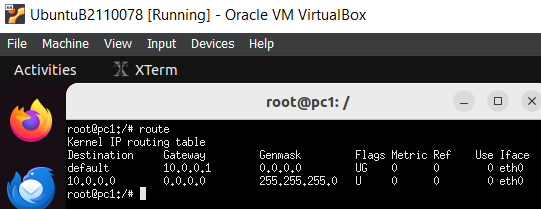 UbuntuB2110078 [Running] - Oracle VM VirtualBox
File Machine View Input Devices Help
Activities XTerm
root@pc1: /
root@pc1:/# route
Kernel IP routing table
Destination Gateway Genmask Flags Metric Ref Use Iface
default 10.0.0.1 0.0.0.0 UG 0 0 0 eth0
10.0.0.0 0.0.0.0 255.255.255.0 U 0 0 0 eth0
root@pc1:/#